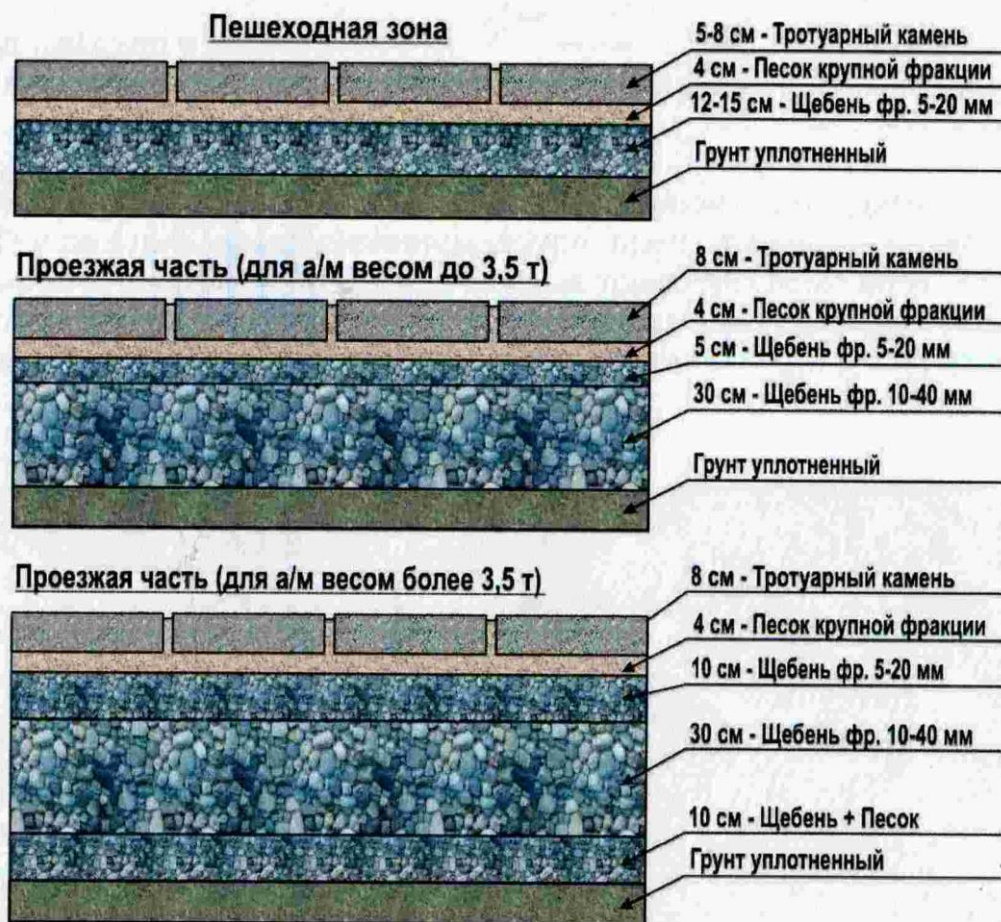 Пешеходная зона
5-8 см - Тротуарный камень
4 см - Песок крупной фракции
12-15 см - Щебень фр. 5-20 мм
Грунт уплотненный
Проезжая часть (для а/м весом до 3,5 т)
8 см - Тротуарный камень
4 см - Песок крупной фракции
5 см - Щебень фр. 5-20 мм
30 см - Щебень фр. 10-40 мм
Грунт уплотненный
Проезжая часть (для а/м весом более 3,5 т)
8 см - Тротуарный камень
4 см - Песок крупной фракции
10 см - Щебень фр. 5-20 мм
30 см - Щебень фр. 10-40 мм
10 см - Щебень + Песок
Грунт уплотненный